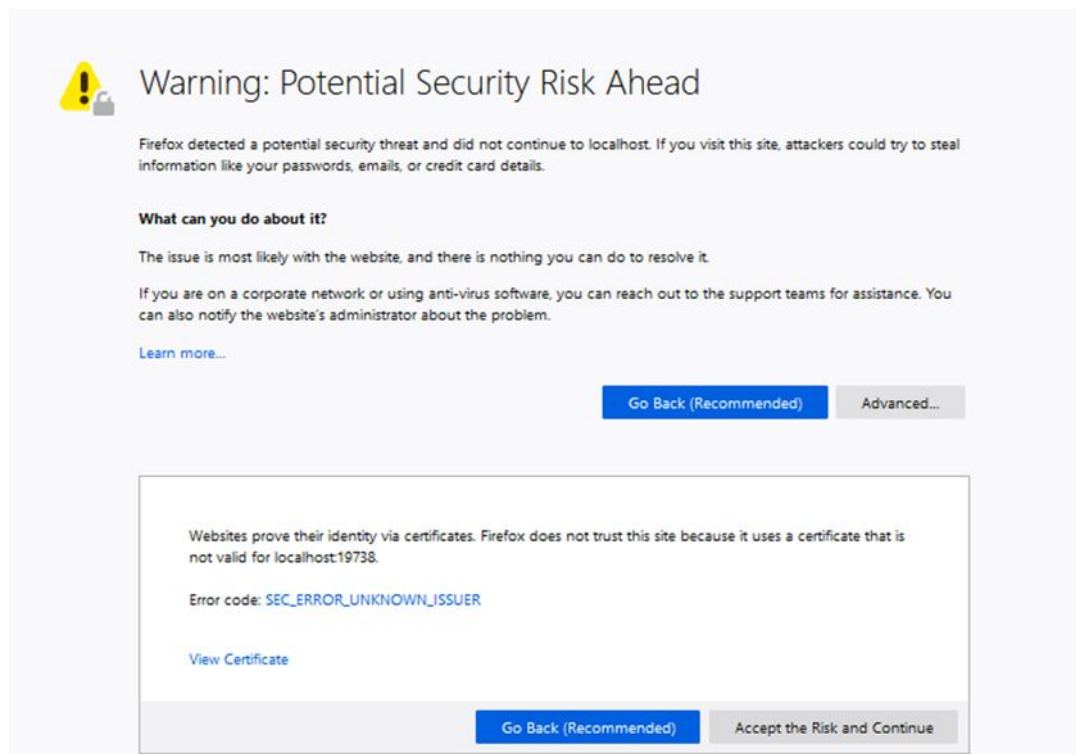 Warning: Potential Security Risk Ahead
Firefox detected a potential security threat and did not continue to localhost. If you visit this site, attackers could try to steal
information like your passwords, emails, or credit card details.
What can you do about it?
The issue is most likely with the website, and there is nothing you can do to resolve it.
If you are on a corporate network or using anti-virus software, you can reach out to the support teams for assistance. You
can also notify the website's administrator about the problem.
Learn more...
Go Back (Recommended)
Advanced...
Websites prove their identity via certificates. Firefox does not trust this site because it uses a certificate that is
not valid for localhost:19738.
Error code: SEC_ERROR_UNKNOWN_ISSUER
View Certificate
Go Back (Recommended)
Accept the Risk and Continue